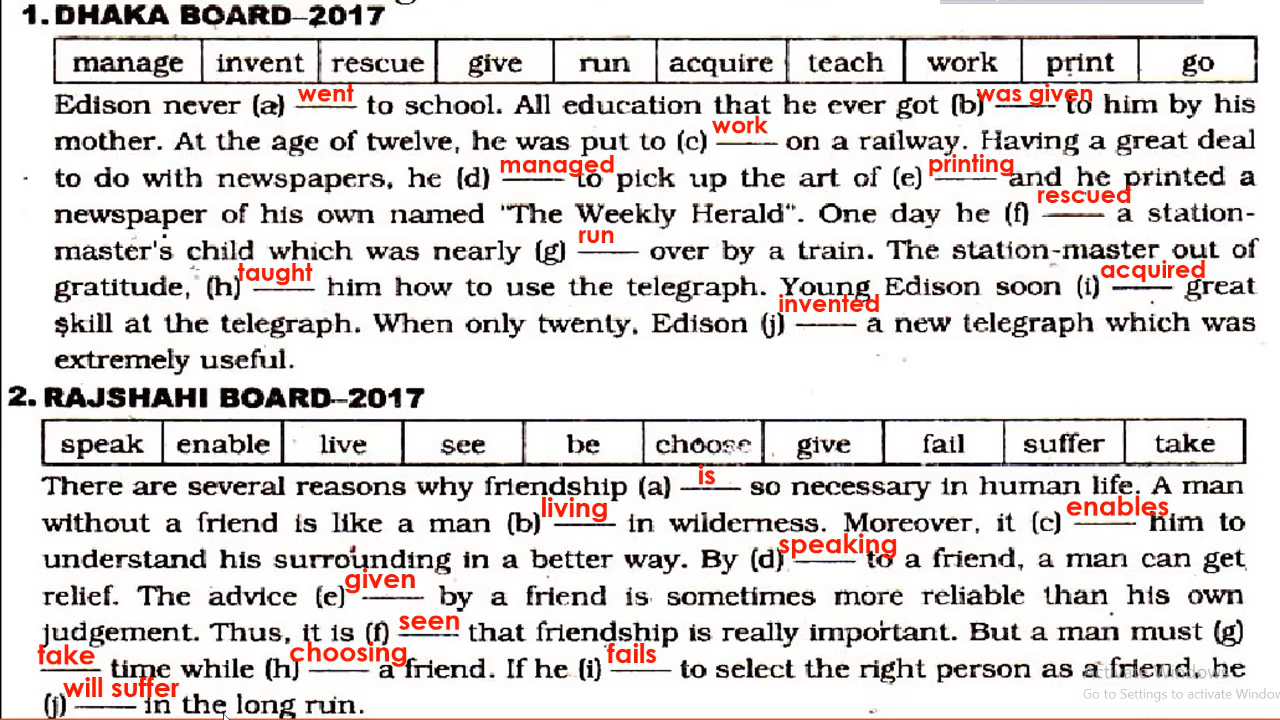 1. DHAKA BOARD–2017
manage invent rescue give run acquire teach work print go
Edison never (a) went to school. All education that he ever got (b) was given to him by his
mother. At the age of twelve, he was put to (c) work on a railway. Having a great deal
to do with newspapers, he (d) managed to pick up the art of (e) printing and he printed a
newspaper of his own named "The Weekly Herald". One day he (f) rescued a station-
master's child which was nearly (g) run over by a train. The station-master out of
gratitude, (h) taught him how to use the telegraph. Young Edison soon (i) acquired great
skill at the telegraph. When only twenty, Edison (j) invented a new telegraph which was
extremely useful.
2. RAJSHAHI BOARD–2017
speak enable live see be choose give fail suffer take
There are several reasons why friendship (a) is so necessary in human life. A man
without a friend is like a man (b) living in wilderness. Moreover, it (c) enables him to
understand his surrounding in a better way. By (d) speaking to a friend, a man can get
relief. The advice (e) given by a friend is sometimes more reliable than his own
judgement. Thus, it is (f) seen that friendship is really important. But a man must (g)
take time while (h) choosing a friend. If he (i) fails to select the right person as a friend, he
(j) will suffer in the long run.
Activate Windows
Go to Settings to activate Window